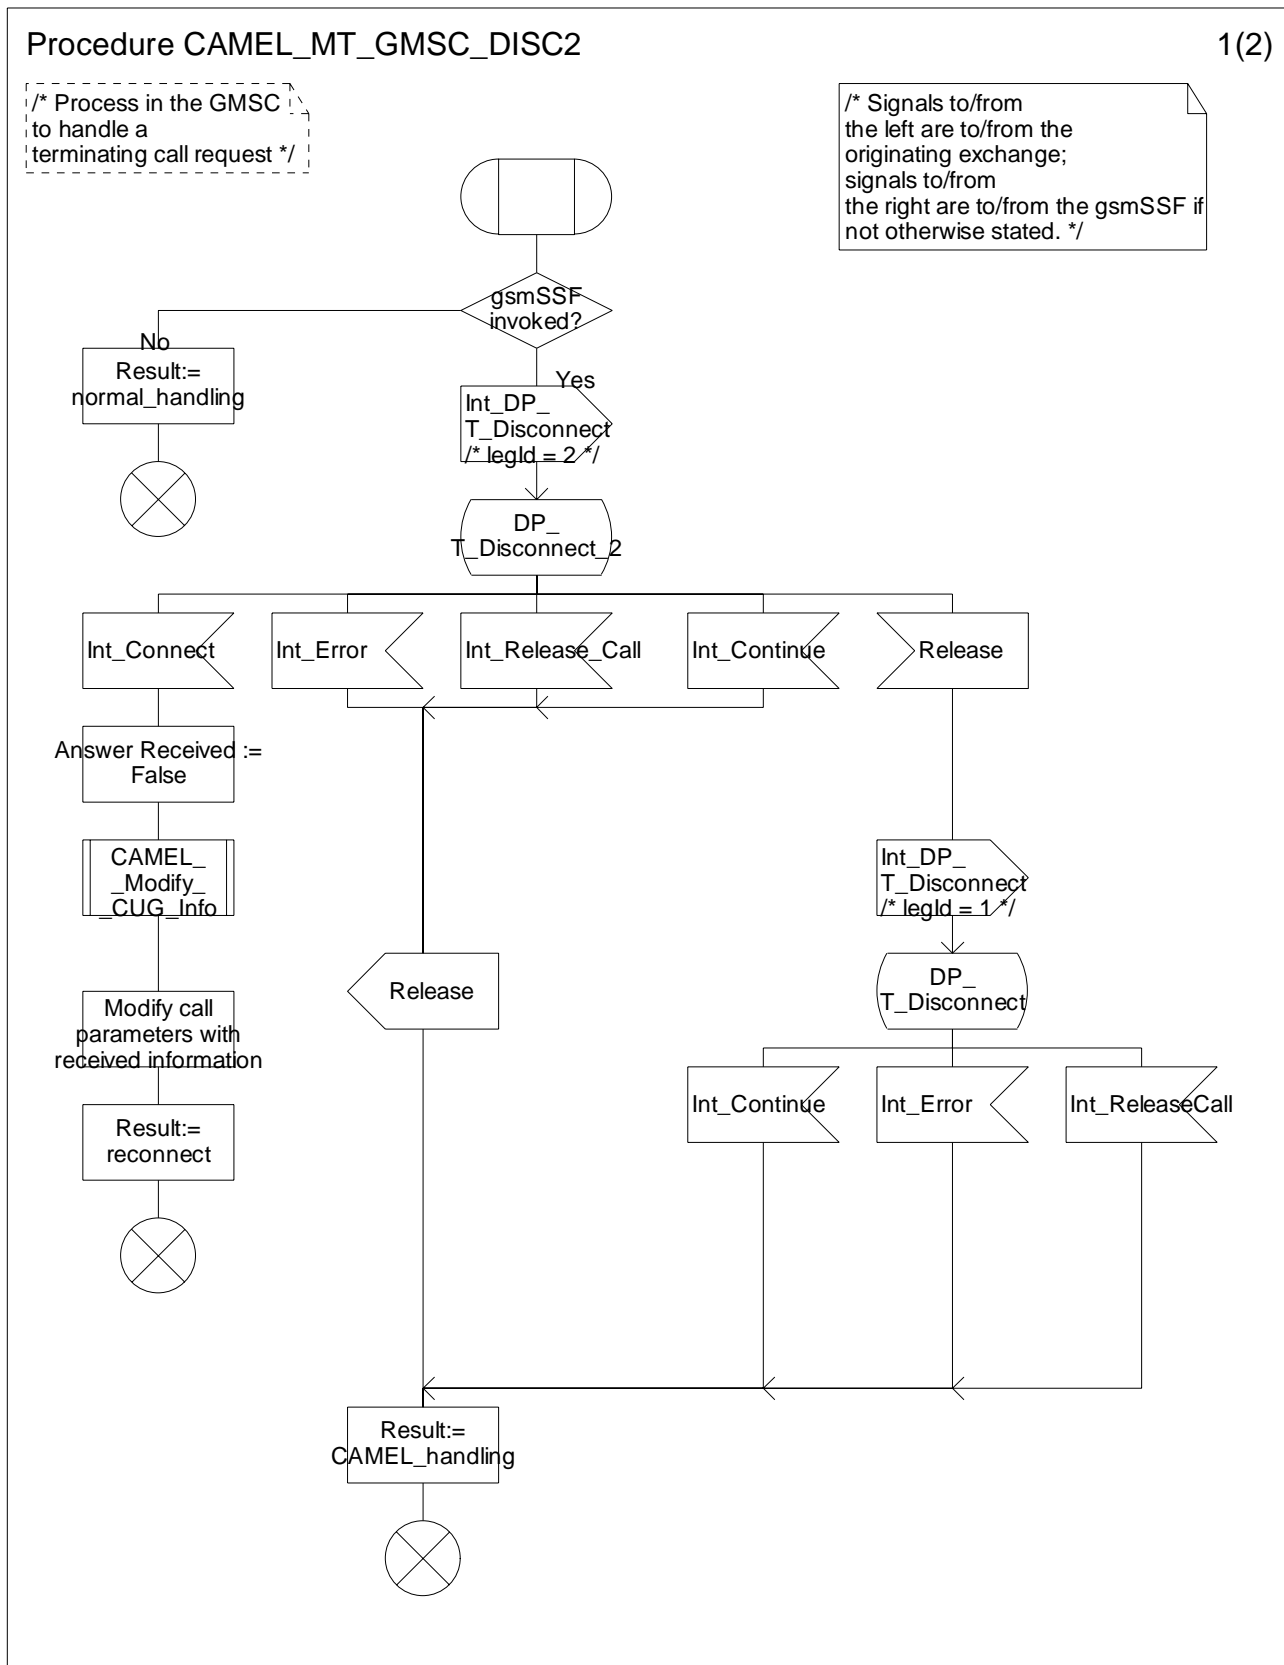 Procedure CAMEL_MT_GMSC_DISC2
1(2)
/* Process in the GMSC
to handle a
terminating call request */
/* Signals to/from
the left are to/from the
originating exchange;
signals to/from
the right are to/from the gsmSSF if
not otherwise stated. */
gsmSSF
invoked?
No
Result:=
normal_handling
Yes
Int_DP_
T_Disconnect
/* legId = 2 */
DP_
T_Disconnect_2
Int_Connect
Int_Error
Int_Release_Call
Int_Continue
Release
Answer Received :=
False
CAMEL_
_Modify_
_CUG_Info
Int_DP_
T_Disconnect
/* legId = 1 */
Release
DP_
T_Disconnect
Modify call
parameters with
received information
Int_Continue
Int_Error
Int_ReleaseCall
Result:=
reconnect
Result:=
CAMEL_handling